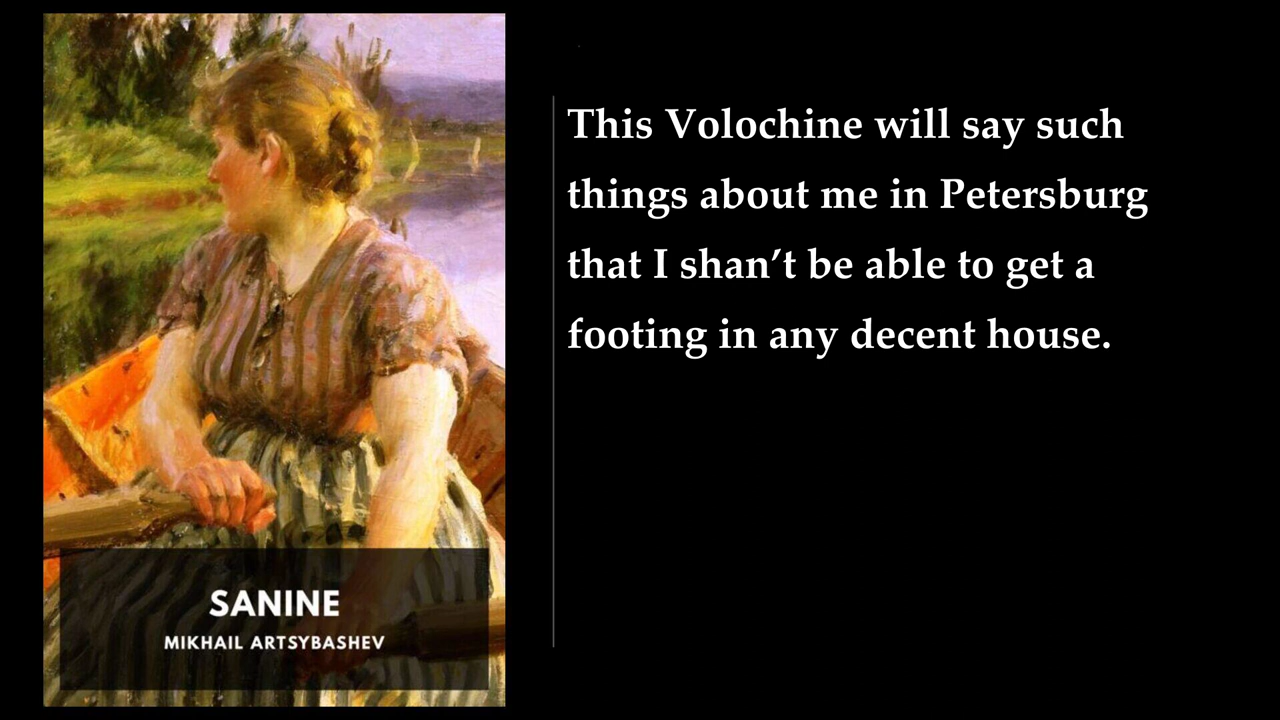 This Volochine will say such
things about me in Petersburg
that I shan’t be able to get a
footing in any decent house.
SANINE
MIKHAIL ARTSYBASHEV